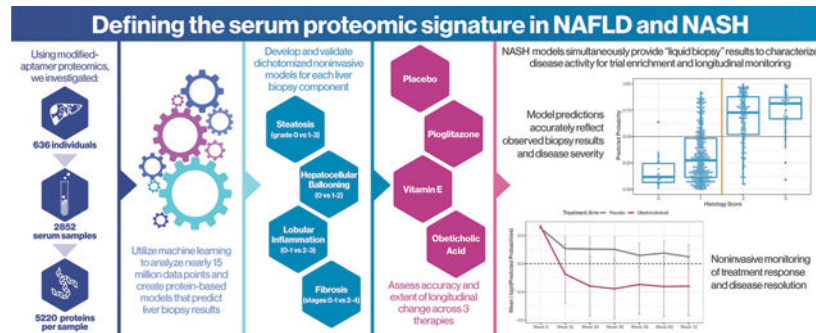 Defining the serum proteomic signature in NAFLD and NASH
Using modified-
aptamer proteomics,
we investigated:
636 individuals
2852
serum samples
5220 proteins
per sample
Utilize machine learning
to analyze nearly 15
million data points and
create protein-based
models that predict
liver biopsy results
Develop and validate
dichotomized noninvasive
models for each liver
biopsy component
Steatosis
(grade 0 vs 1-3)
Hepatocellular
Ballooning
(0 vs 1-2)
Lobular
Inflammation
(0-1 vs 2-3)
Fibrosis
(stages 0-1 vs 2-4)
Placebo
Pioglitazone
Vitamin E
Obeticholic
Acid
Assess accuracy and
extent of longitudinal
change across 3
therapies
NASH models simultaneously provide "liquid biopsy" results to characterize
disease activity for trial enrichment and longitudinal monitoring
Model predictions
accurately reflect
observed biopsy results
and disease severity
Predicted Probability
Histology Score
Treatment Arm
Placebo
Obeticholic Acid
Noninvasive monitoring
of treatment response
and disease resolution